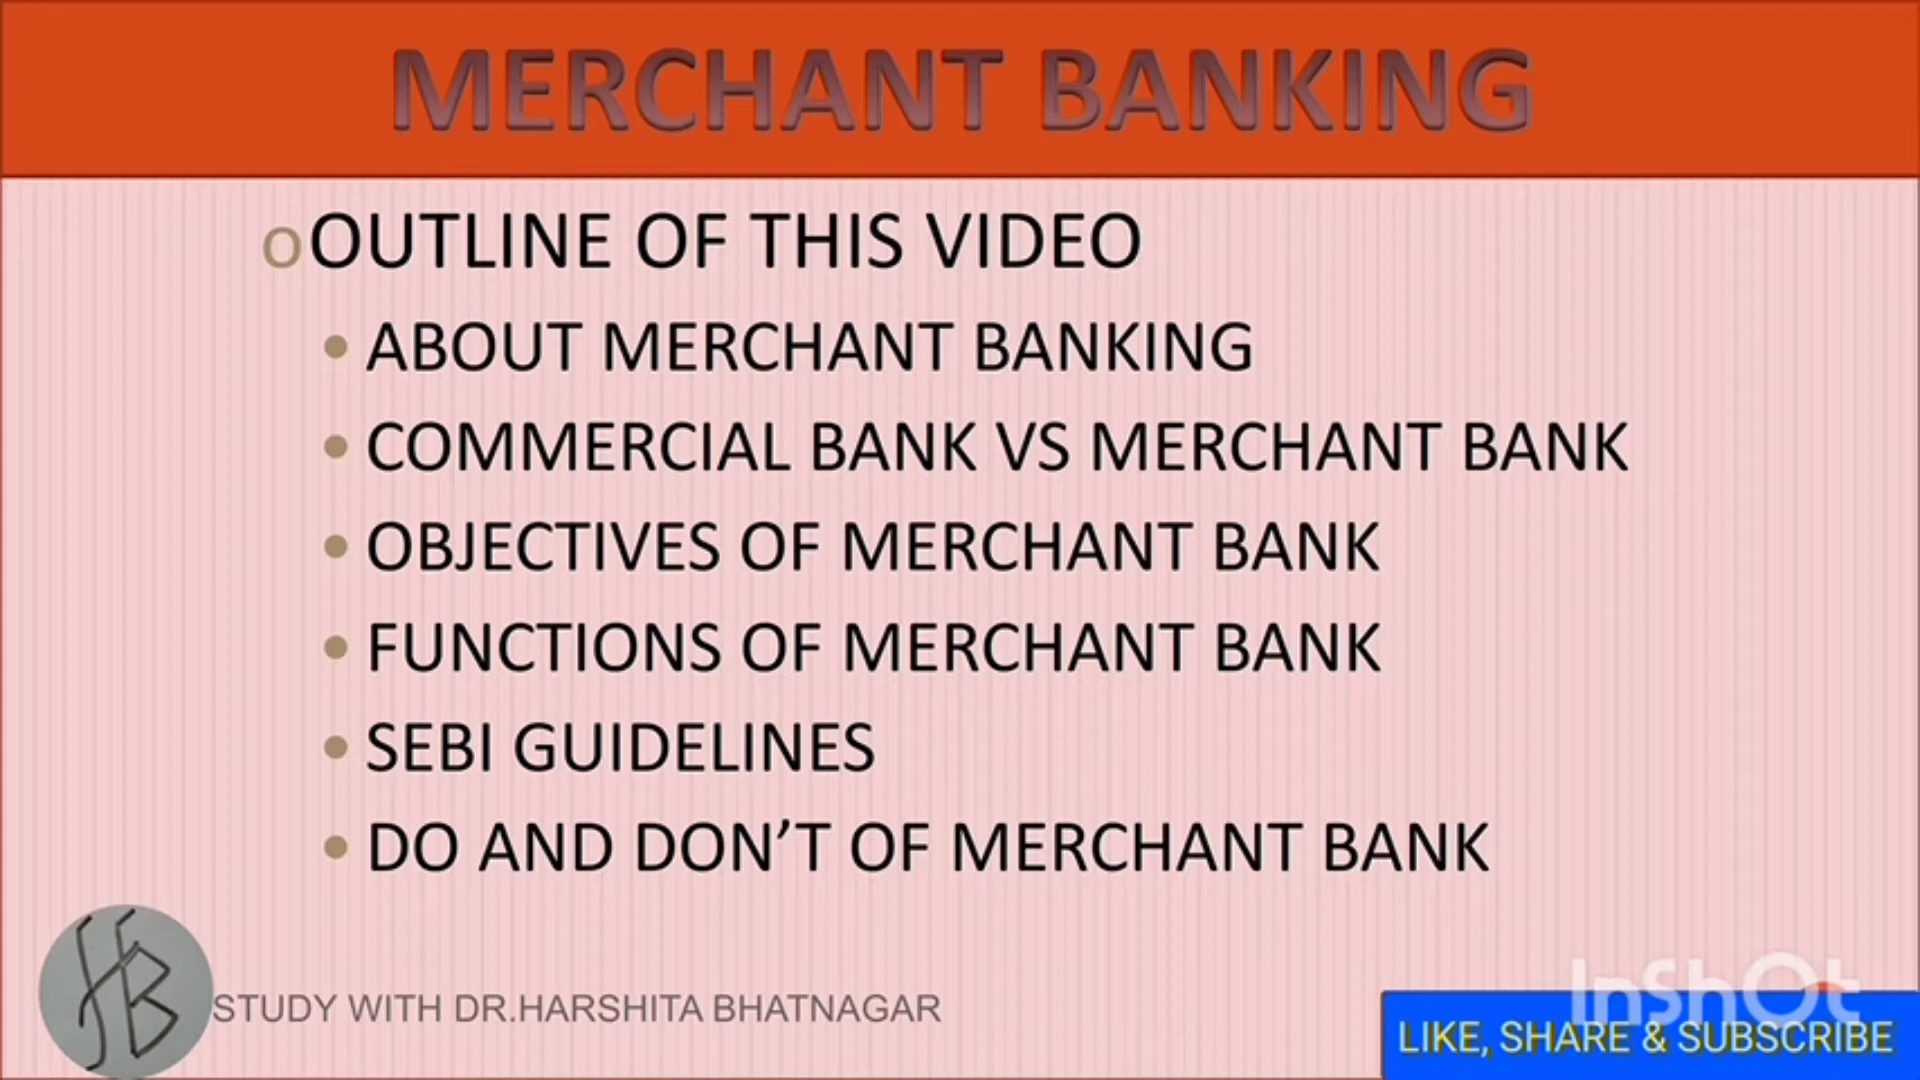 MERCHANT BANKING
oOUTLINE OF THIS VIDEO
• ABOUT MERCHANT BANKING
• COMMERCIAL BANK VS MERCHANT BANK
• OBJECTIVES OF MERCHANT BANK
• FUNCTIONS OF MERCHANT BANK
• SEBI GUIDELINES
• DO AND DON’T OF MERCHANT BANK
HB
STUDY WITH DR.HARSHITA BHATNAGAR
InShOt
LIKE, SHARE & SUBSCRIBE